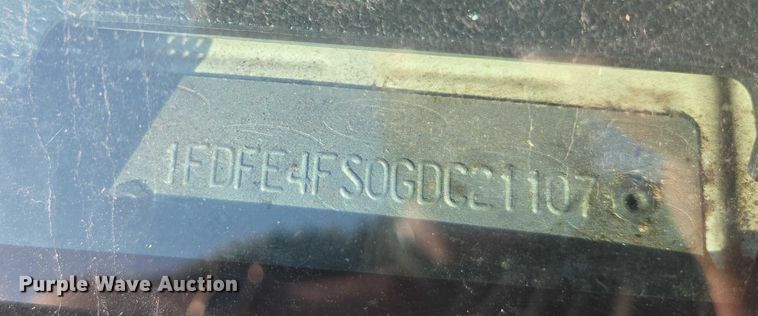 1FDFE4FS0GDC21107
Purple Wave Auction